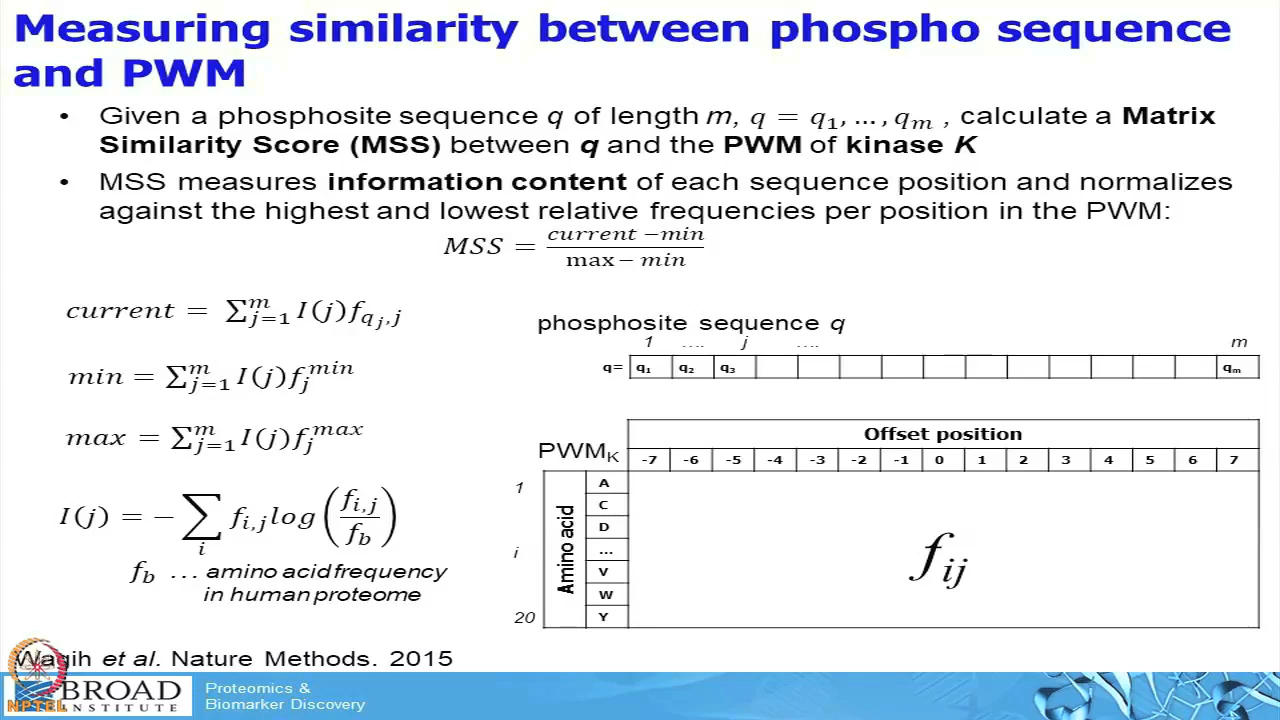 Measuring similarity between phospho sequence
and PWM
• Given a phosphosite sequence q of length m, q = q₁, … , qₘ , calculate a Matrix
Similarity Score (MSS) between q and the PWM of kinase K
• MSS measures information content of each sequence position and normalizes
against the highest and lowest relative frequencies per position in the PWM:
MSS = (current − min) / (max − min)
current = ∑_{j=1}^{m} I(j) f_{q_j, j}
min = ∑_{j=1}^{m} I(j) f_j^{min}
max = ∑_{j=1}^{m} I(j) f_j^{max}
I(j) = − ∑_i f_{i,j} log (f_{i,j} / f_b)
f_b … amino acid frequency
in human proteome
phosphosite sequence q
1 .... j .... m
q= q₁ q₂ q₃ qₘ
PWM_K
Offset position
-7 -6 -5 -4 -3 -2 -1 0 1 2 3 4 5 6 7
Amino acid
1 A
C
D
i ...
V
W
20 Y
f_{ij}
Wagih et al. Nature Methods. 2015
BROAD
INSTITUTE
NPTEL
Proteomics &
Biomarker Discovery